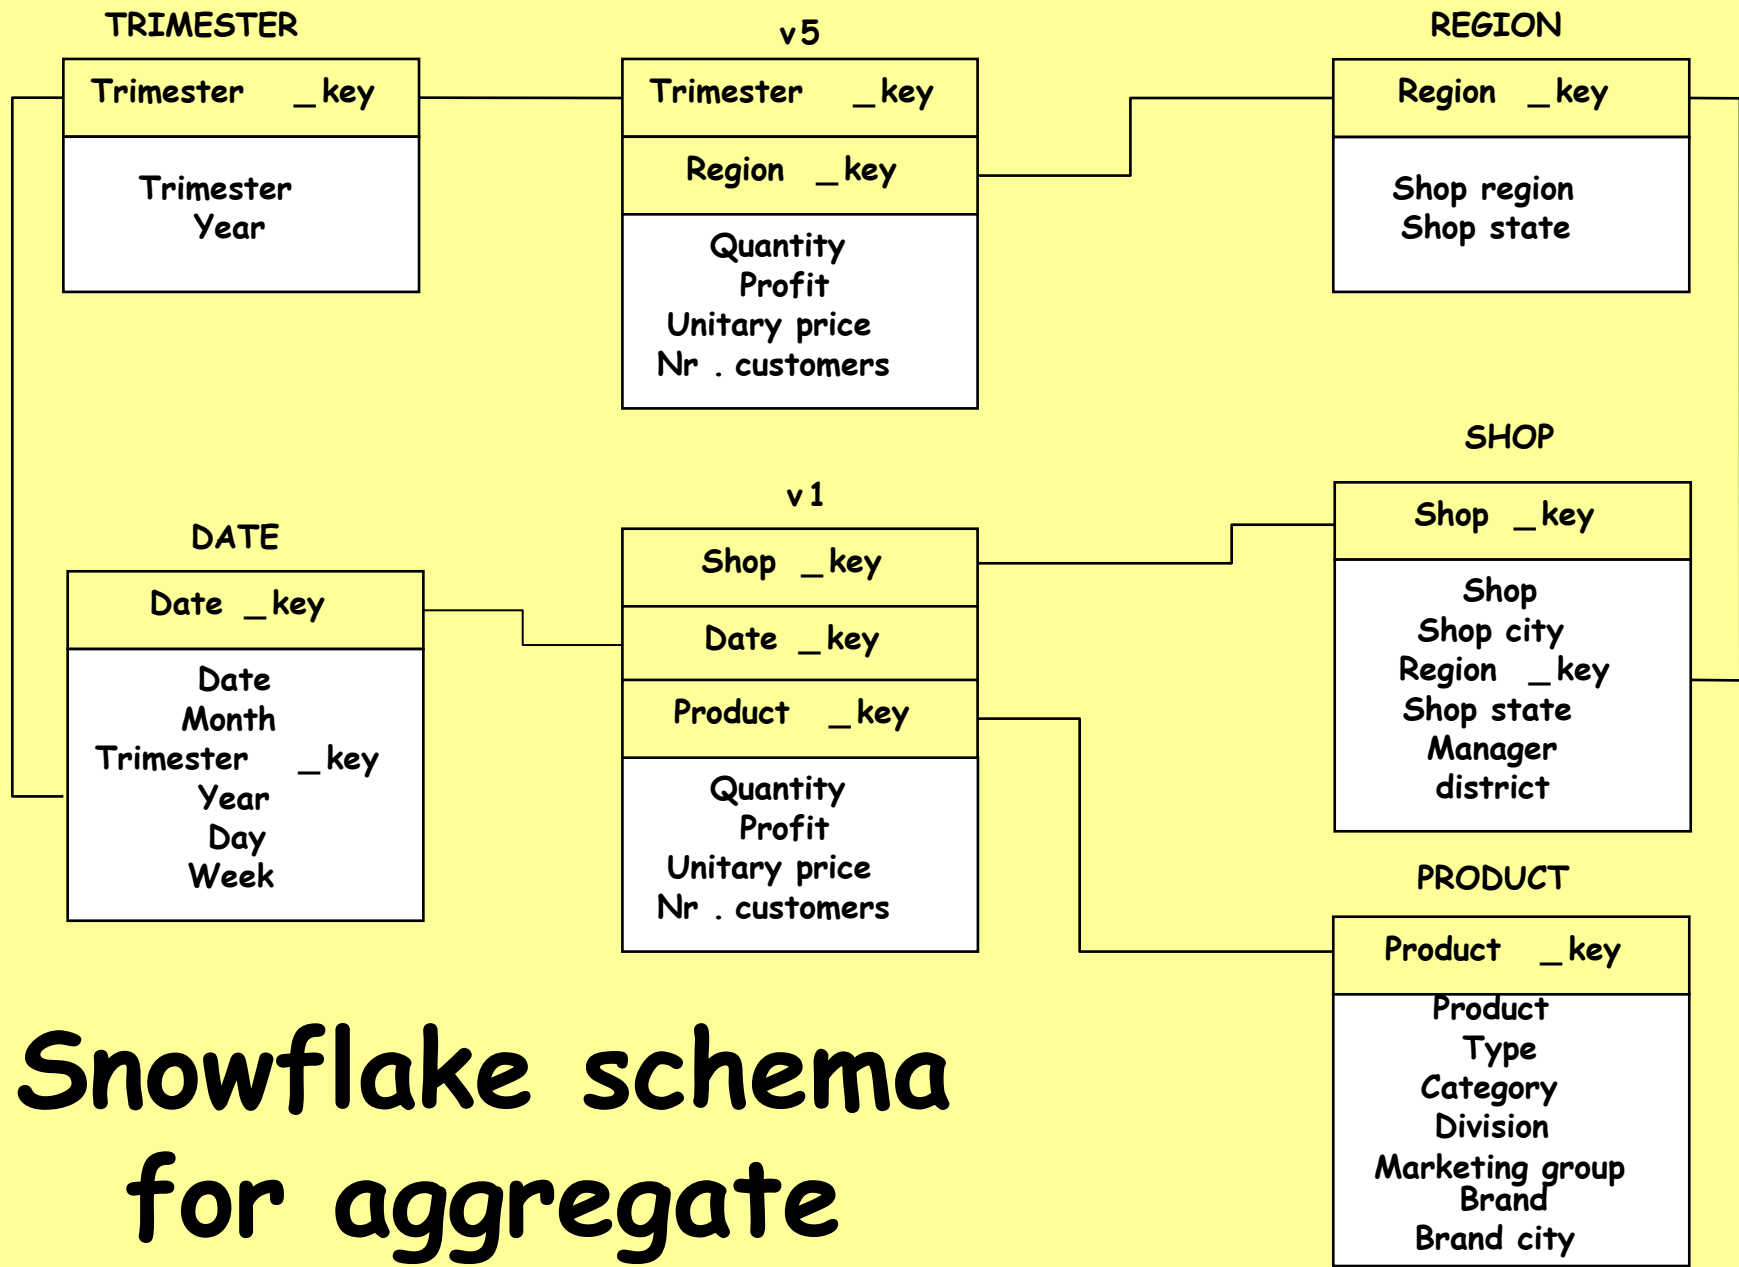 TRIMESTER
Trimester _key
Trimester
Year
v5
Trimester _key
Region _key
Quantity
Profit
Unitary price
Nr . customers
REGION
Region _key
Shop region
Shop state
DATE
Date _key
Date
Month
Trimester _key
Year
Day
Week
v1
Shop _key
Date _key
Product _key
Quantity
Profit
Unitary price
Nr . customers
SHOP
Shop _key
Shop
Shop city
Region _key
Shop state
Manager
district
PRODUCT
Product _key
Product
Type
Category
Division
Marketing group
Brand
Brand city
Snowflake schema
for aggregate